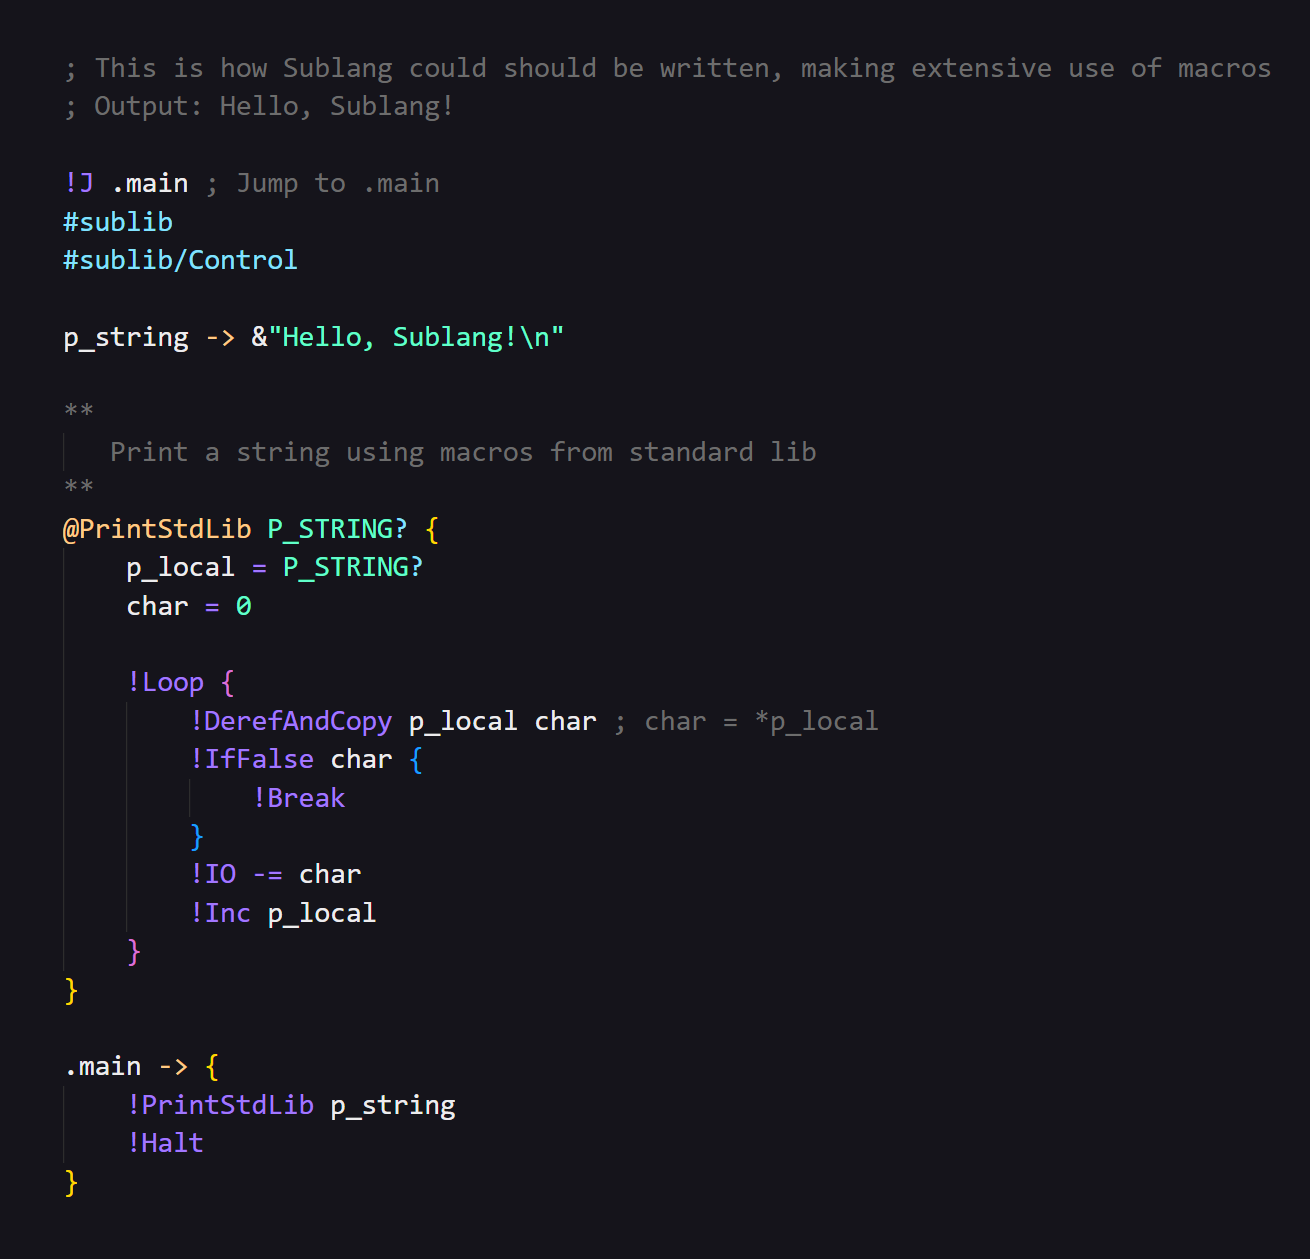 ; This is how Sublang could should be written, making extensive use of macros
; Output: Hello, Sublang!
!J .main ; Jump to .main
#sublib
#sublib/Control
p_string -> &"Hello, Sublang!\n"
**
Print a string using macros from standard lib
**
@PrintStdLib P_STRING? {
p_local = P_STRING?
char = 0
!Loop {
!DerefAndCopy p_local char ; char = *p_local
!IfFalse char {
!Break
}
!IO -= char
!Inc p_local
}
}
.main -> {
!PrintStdLib p_string
!Halt
}